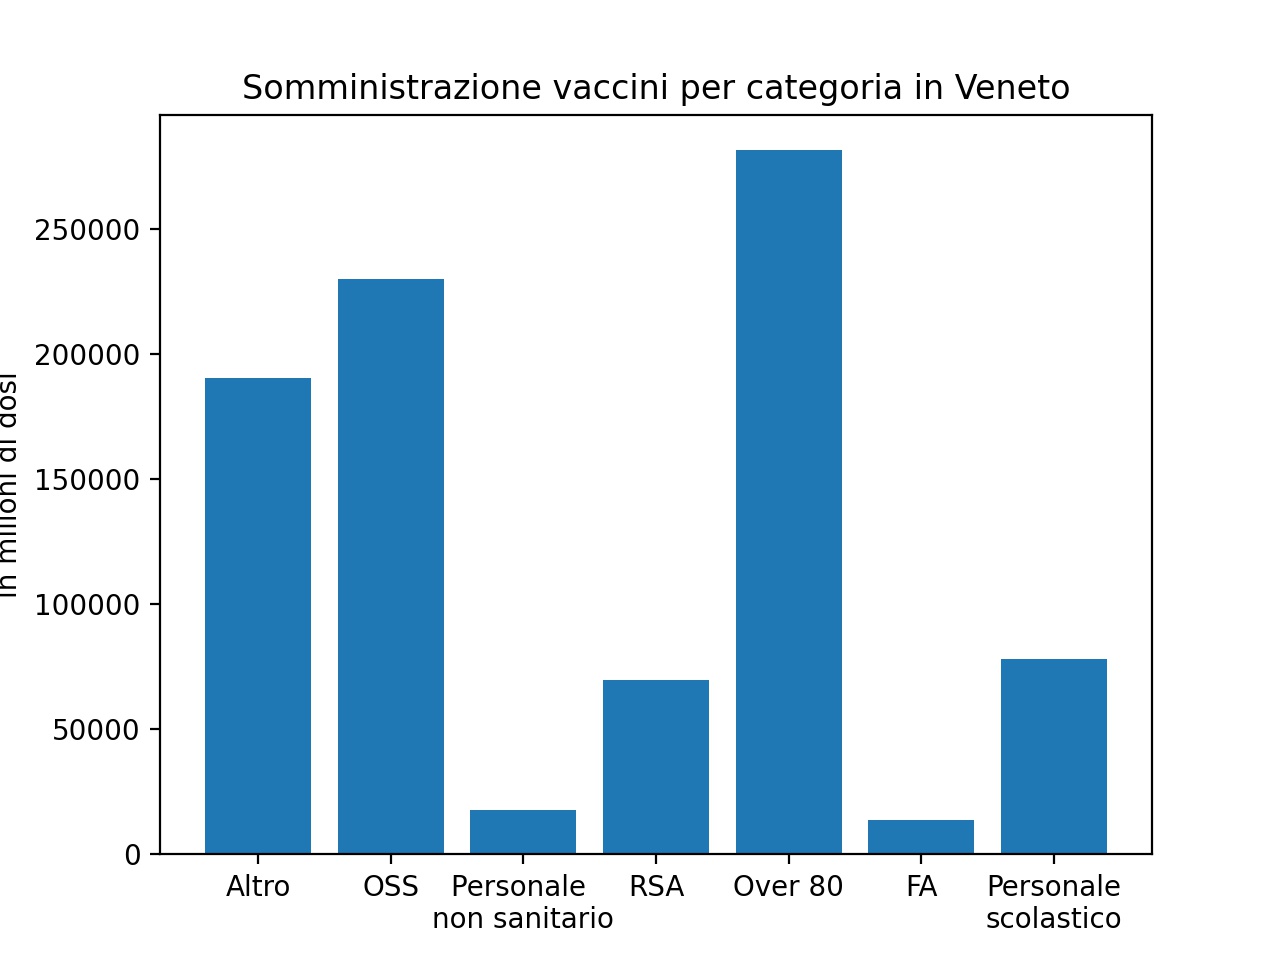 Somministrazione vaccini per categoria in Veneto
in milioni di dosi
250000
200000
150000
100000
50000
0
Altro
OSS
Personale
non sanitario
RSA
Over 80
FA
Personale
scolastico